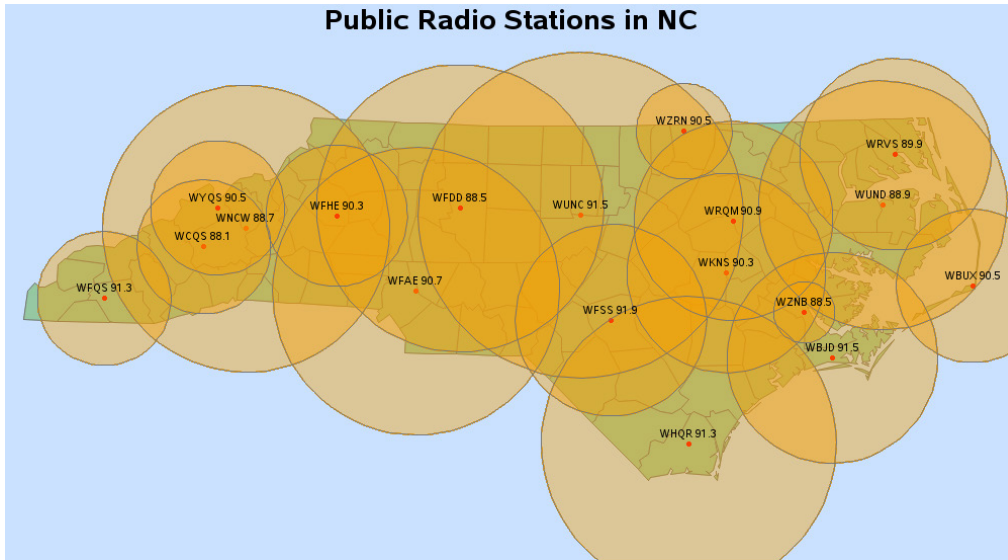 Public Radio Stations in NC
WZRN 90.5
WRVS 89.9
WYQS 90.5
WFHE 90.3
WFDD 88.5
WUNC 91.5
WRQM 90.9
WUND 88.9
WNCW 88.7
WCQS 88.1
WKNS 90.3
WBUX 90.5
WFQS 91.3
WFAE 90.7
WFSS 91.9
WZNB 88.5
WBJD 91.5
WHQR 91.3